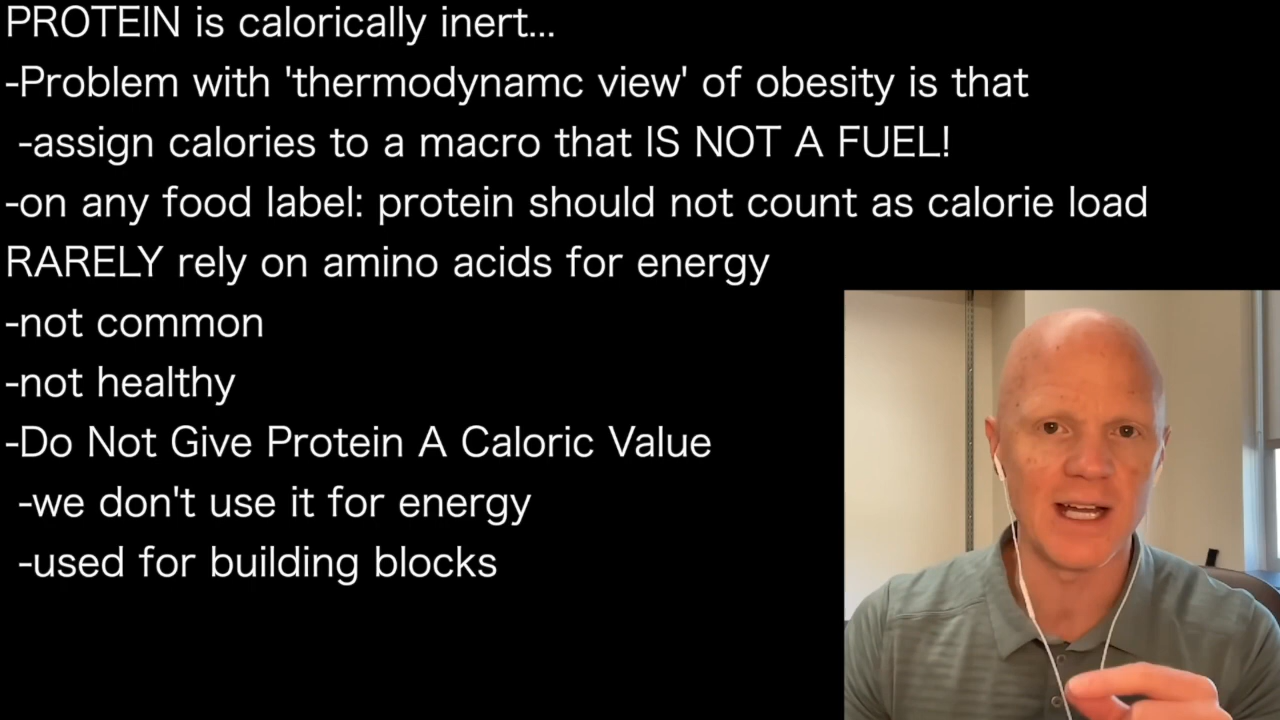 PROTEIN is calorically inert...
-Problem with 'thermodynamc view' of obesity is that
-assign calories to a macro that IS NOT A FUEL!
-on any food label: protein should not count as calorie load
RARELY rely on amino acids for energy
-not common
-not healthy
-Do Not Give Protein A Caloric Value
-we don't use it for energy
-used for building blocks